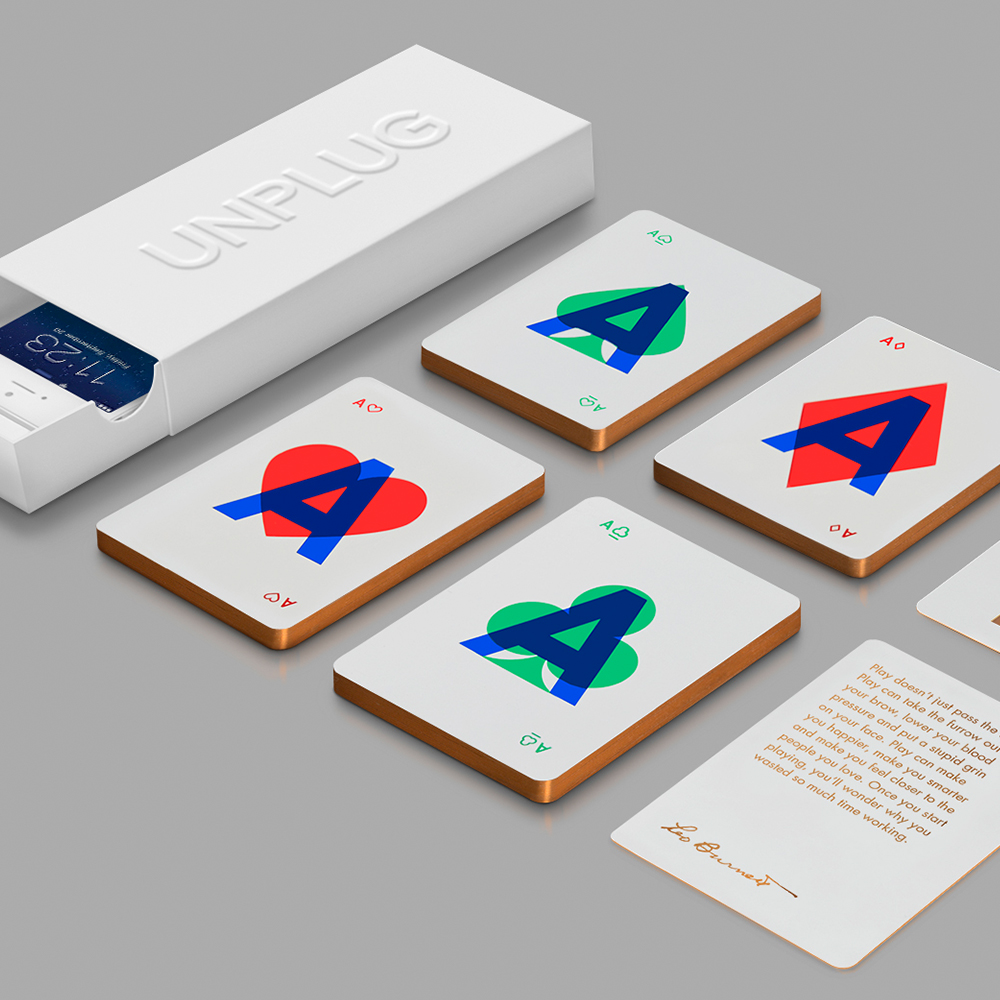 UNPLUG
11:23
Friday, September 20
A
A
A
A
A
A
A
A
A
A
A
A
Play doesn't just pass the
Play can take the furrow out
your brow, lower your blood
pressure and put a stupid grin
on your face. Play can make
you happier, make you smarter
and make you feel closer to the
people you love. Once you start
playing, you'll wonder why you
wasted so much time working.
Leo Burnett